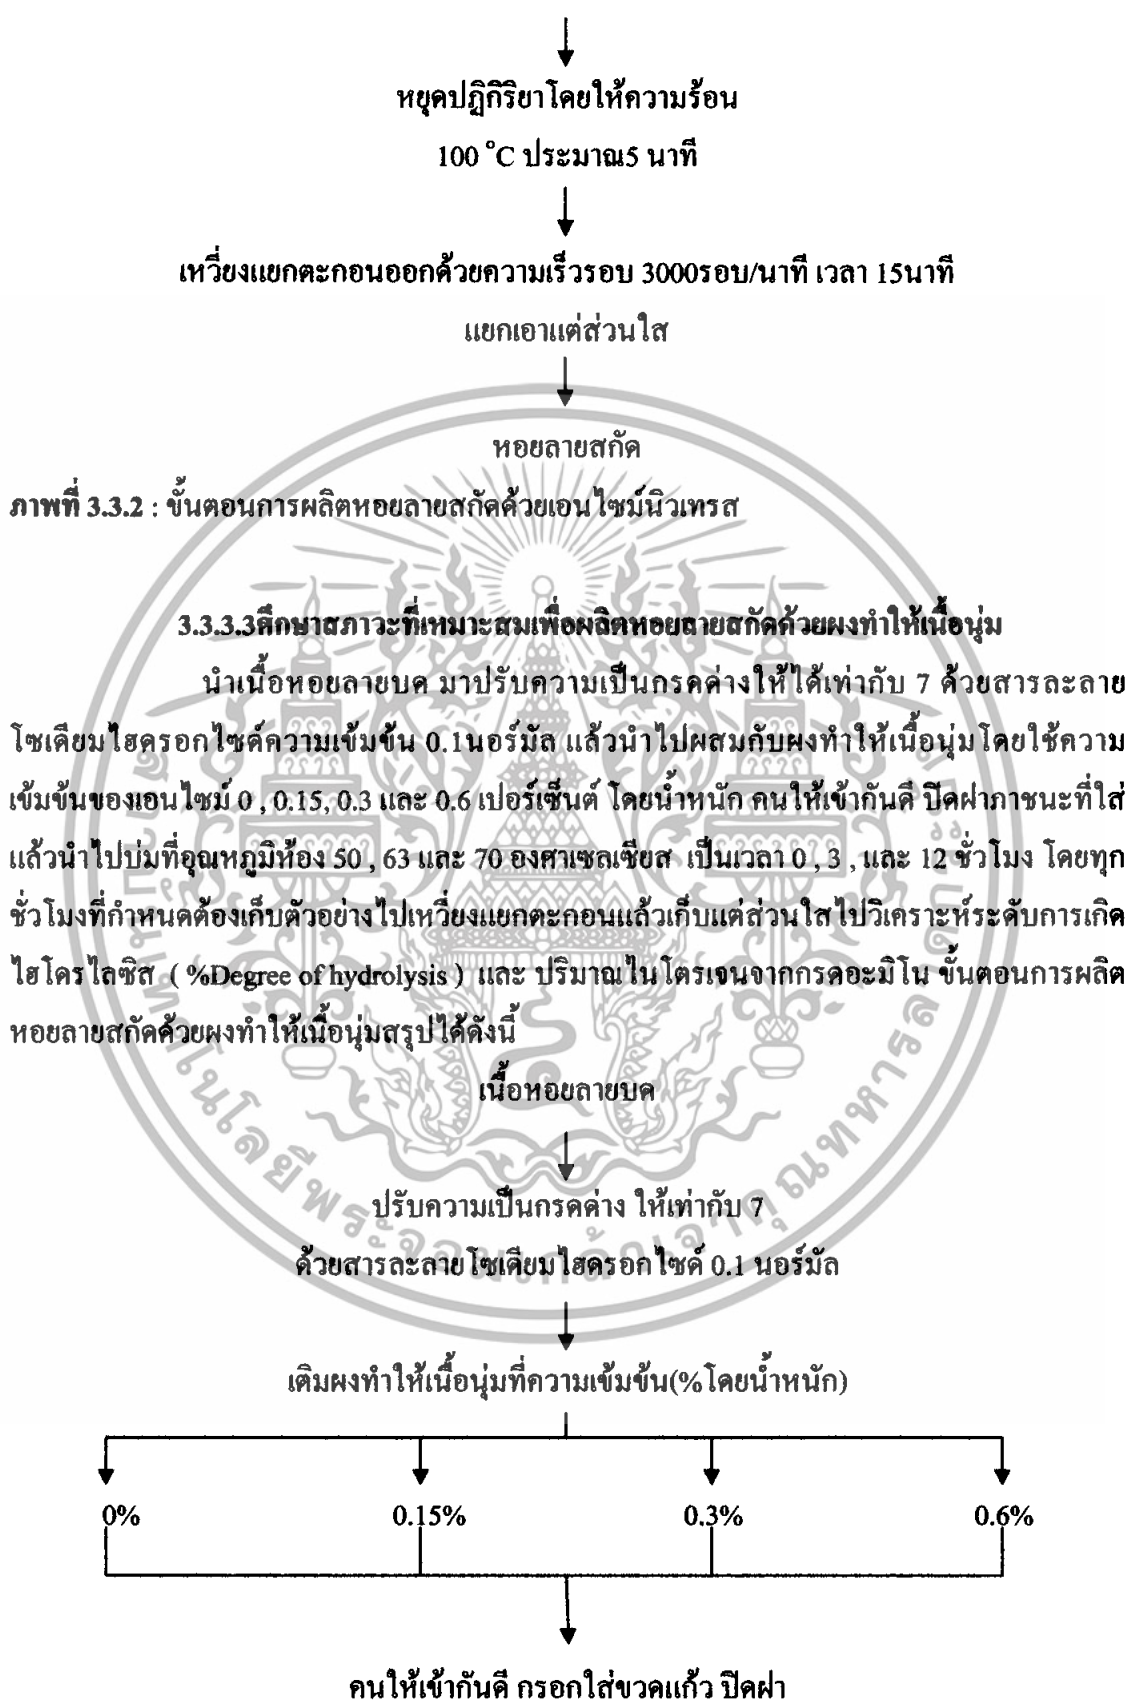 หยุดปฏิกิริยาโดยให้ความร้อน
100 °C ประมาณ5 นาที
เหวี่ยงแยกตะกอนออกด้วยความเร็วรอบ 3000รอบ/นาที เวลา 15นาที
แยกเอาแต่ส่วนใส
หอยลายสกัด
ภาพที่ 3.3.2 : ขั้นตอนการผลิตหอยลายสกัดด้วยเอนไซม์นิวเทรส
3.3.3.3ศึกษาสภาวะที่เหมาะสมเพื่อผลิตหอยลายสกัดด้วยผงทำให้เนื้อนุ่ม
นำเนื้อหอยลายบด มาปรับความเป็นกรดด่างให้ได้เท่ากับ 7 ด้วยสารละลาย
โซเดียมไฮดรอกไซด์ความเข้มข้น 0.1นอร์มัล แล้วนำไปผสมกับผงทำให้เนื้อนุ่มโดยใช้ความ
เข้มข้นของเอนไซม์ 0 , 0.15, 0.3 และ 0.6 เปอร์เซ็นต์ โดยน้ำหนัก คนให้เข้ากันดี ปิดฝาภาชนะที่ใส่
แล้วนำไปบ่มที่อุณหภูมิห้อง 50 , 63 และ 70 องศาเซลเซียส เป็นเวลา 0 , 3 , และ 12 ชั่วโมง โดยทุก
ชั่วโมงที่กำหนดต้องเก็บตัวอย่างไปเหวี่ยงแยกตะกอนแล้วเก็บแต่ส่วนใสไปวิเคราะห์ระดับการเกิด
ไฮโดรไลซิส ( %Degree of hydrolysis ) และ ปริมาณไนโตรเจนจากกรดอะมิโน ขั้นตอนการผลิต
หอยลายสกัดด้วยผงทำให้เนื้อนุ่มสรุปได้ดังนี้
เนื้อหอยลายบด
ปรับความเป็นกรดด่าง ให้เท่ากับ 7
ด้วยสารละลายโซเดียมไฮดรอกไซด์ 0.1 นอร์มัล
เติมผงทำให้เนื้อนุ่มที่ความเข้มข้น(%โดยน้ำหนัก)
0% 0.15% 0.3% 0.6%
คนให้เข้ากันดี กรอกใส่ขวดแก้ว ปิดฝา